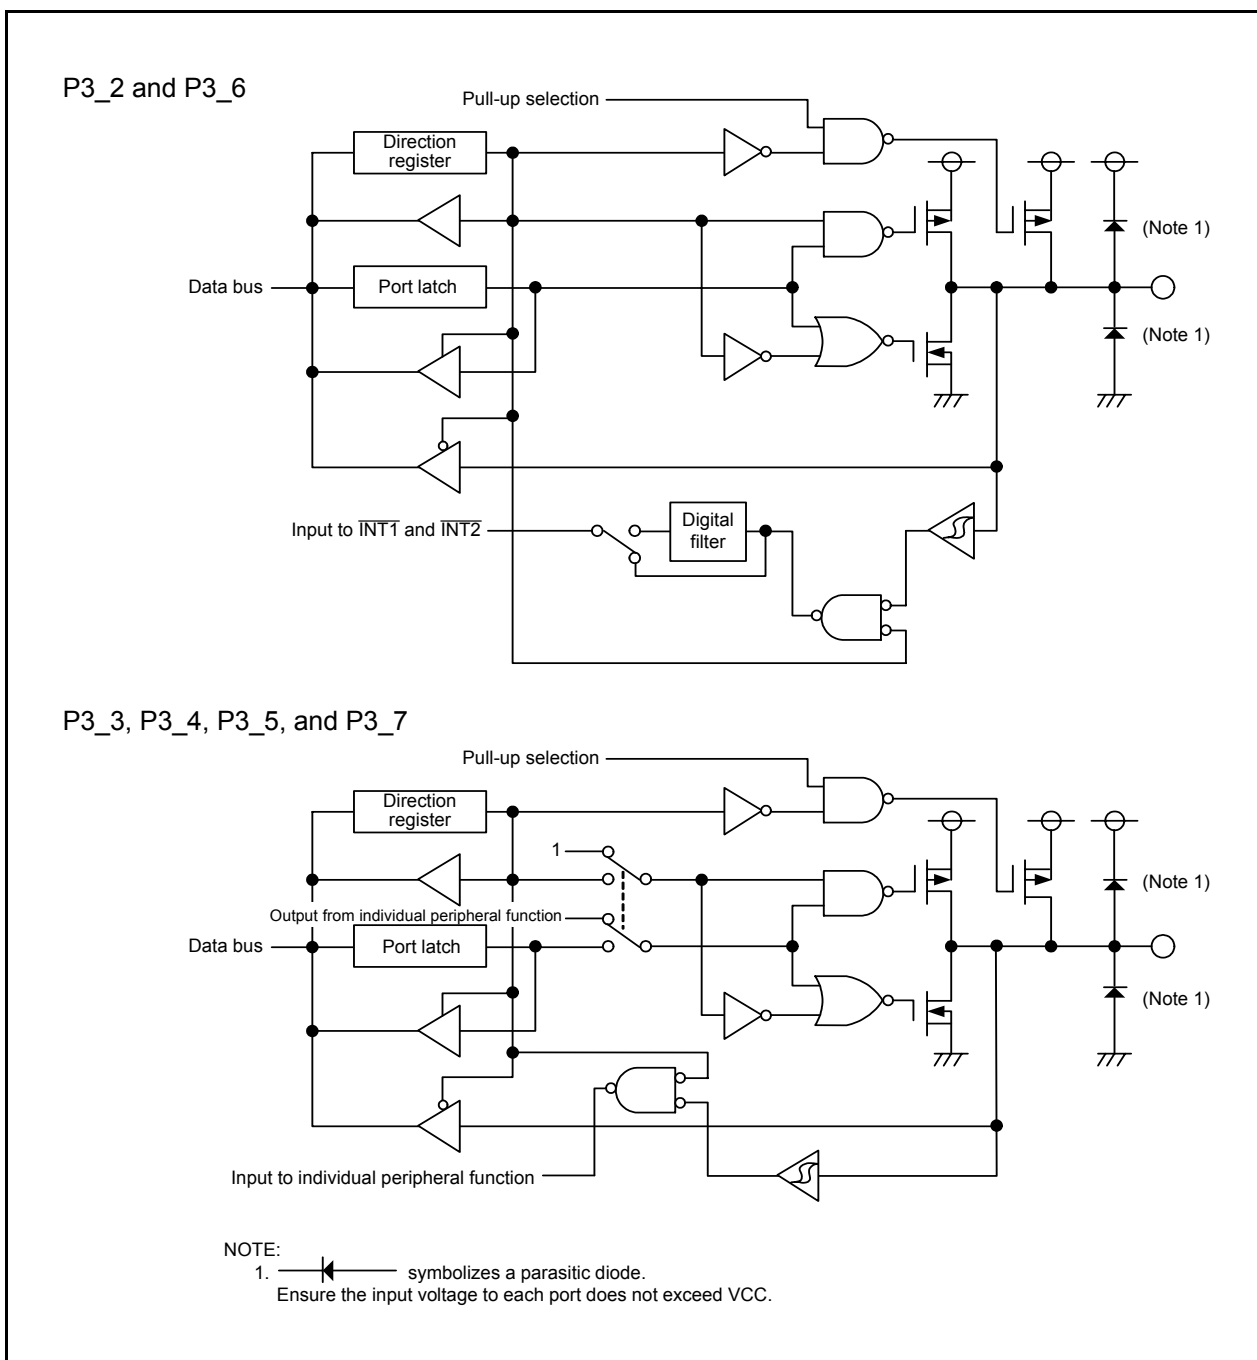 P3_2 and P3_6
Pull-up selection
Direction
register
(Note 1)
Data bus
Port latch
(Note 1)
Input to INT1 and INT2
Digital
filter
P3_3, P3_4, P3_5, and P3_7
Pull-up selection
Direction
register
1
(Note 1)
Output from individual peripheral function
Data bus
Port latch
(Note 1)
Input to individual peripheral function
NOTE:
1. symbolizes a parasitic diode.
Ensure the input voltage to each port does not exceed VCC.